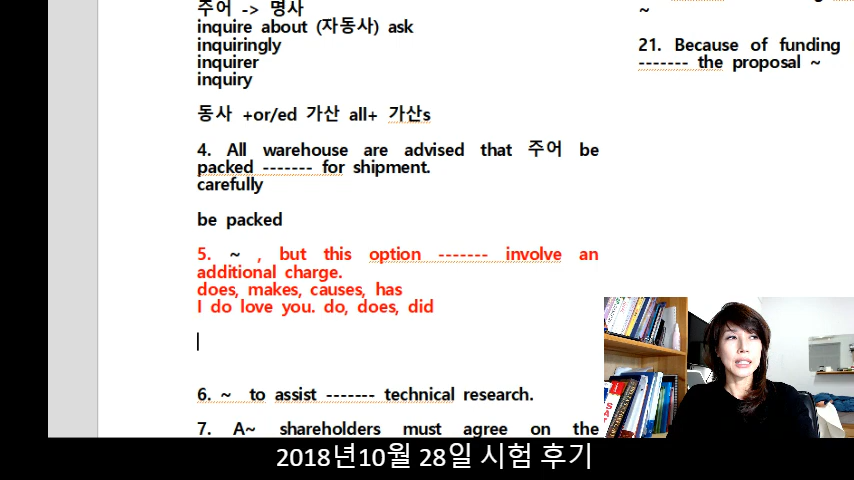 주어 -> 명사
inquire about (자동사) ask
inquiringly
inquirer
inquiry
동사 +or/ed 가산 all+ 가산s
4. All warehouse are advised that 주어 be
packed ------- for shipment.
carefully
be packed
5. ~ , but this option ------- involve an
additional charge.
does, makes, causes, has
I do love you. do, does, did
6. ~ to assist ------- technical research.
7. A~ shareholders must agree on the
~
21. Because of funding
------- the proposal ~
2018년10월 28일 시험 후기